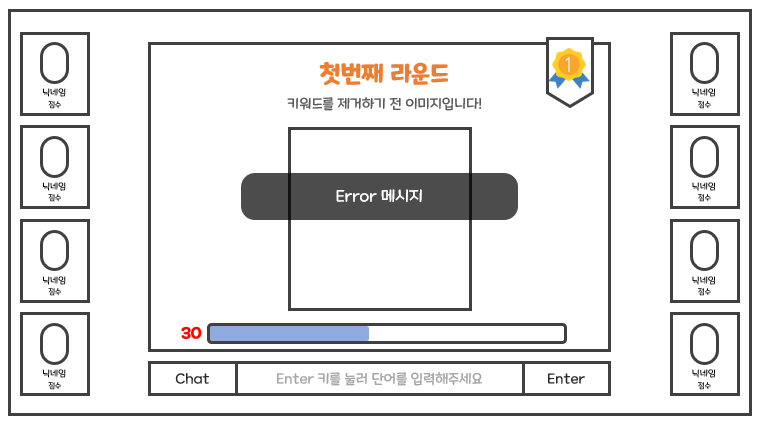 닉네임
점수
닉네임
점수
닉네임
점수
닉네임
점수
첫번째 라운드
1
키워드를 제거하기 전 이미지입니다!
Error 메시지
30
Chat
Enter 키를 눌러 단어를 입력해주세요
Enter
닉네임
점수
닉네임
점수
닉네임
점수
닉네임
점수